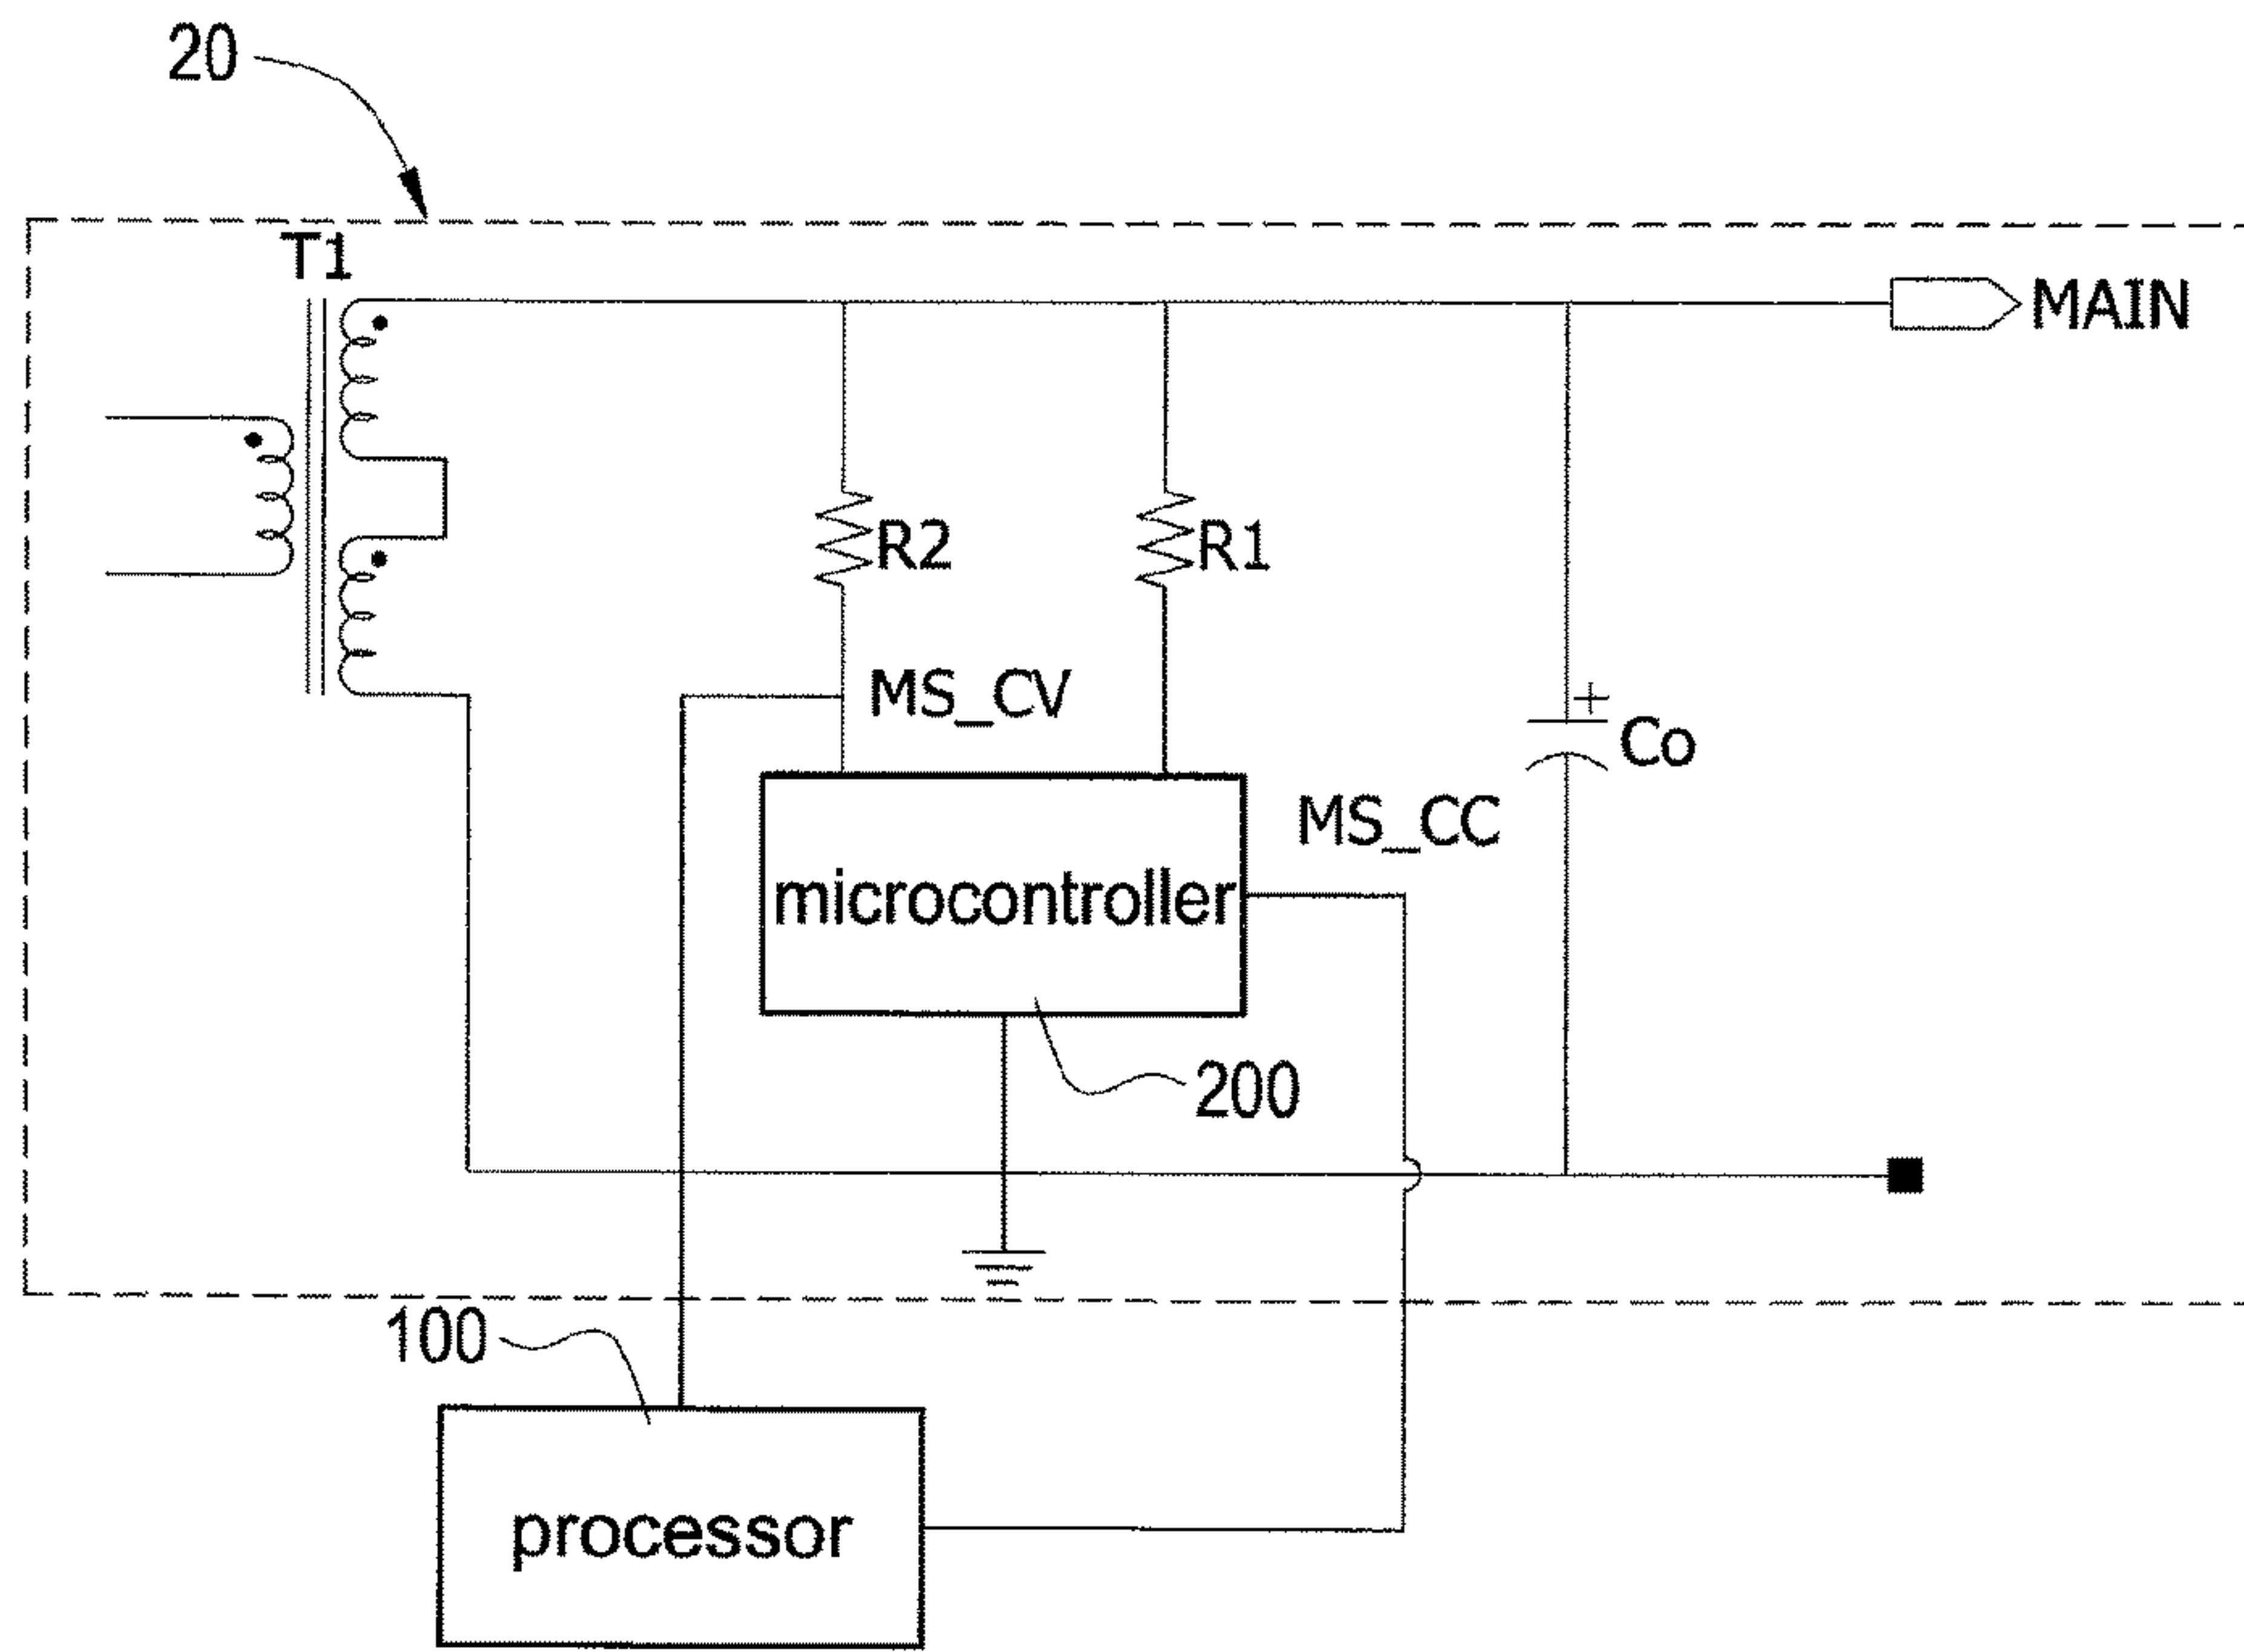 20
T1
MAIN
R2
R1
MS_CV
Co
MS_CC
microcontroller
200
100
processor